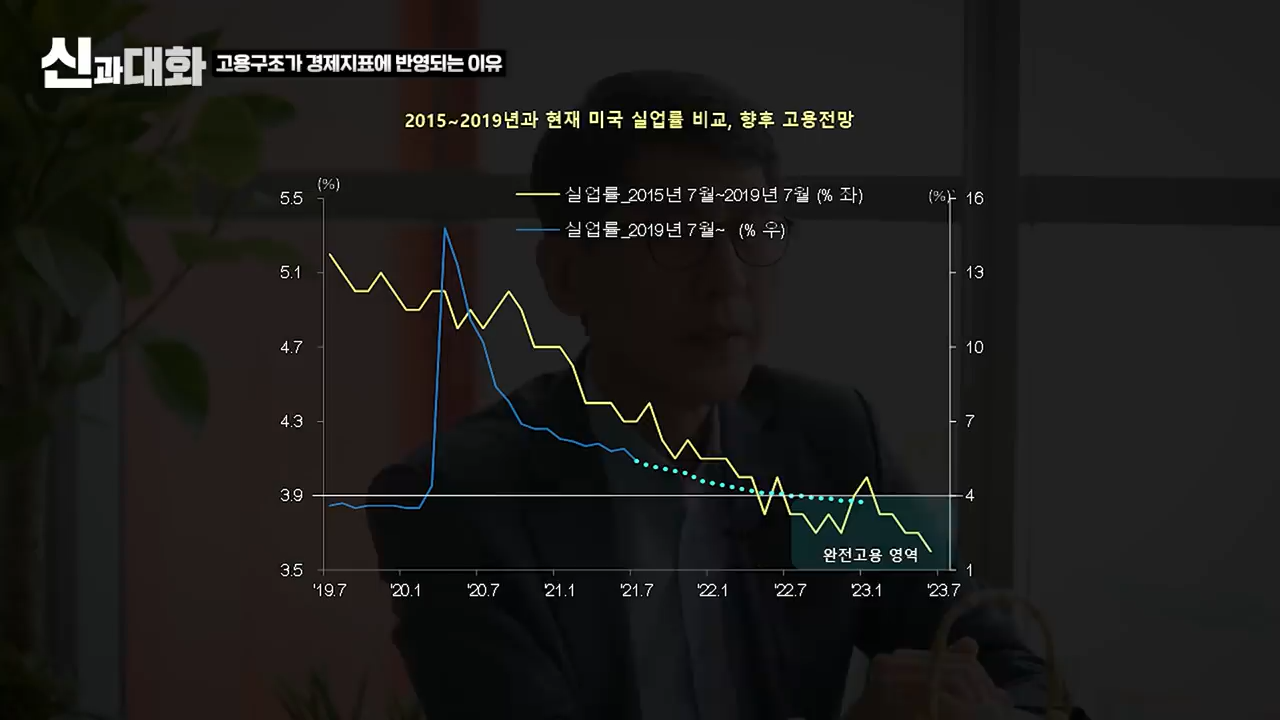 신과대화 고용구조가 경제지표에 반영되는 이유
2015~2019년과 현재 미국 실업률 비교, 향후 고용전망
(%)
(%)
실업률_2015년 7월~2019년 7월 (% 좌)
실업률_2019년 7월~ (% 우)
5.5
5.1
4.7
4.3
3.9
3.5
16
13
10
7
4
1
완전고용 영역
'19.7 '20.1 '20.7 '21.1 '21.7 '22.1 '22.7 '23.1 '23.7